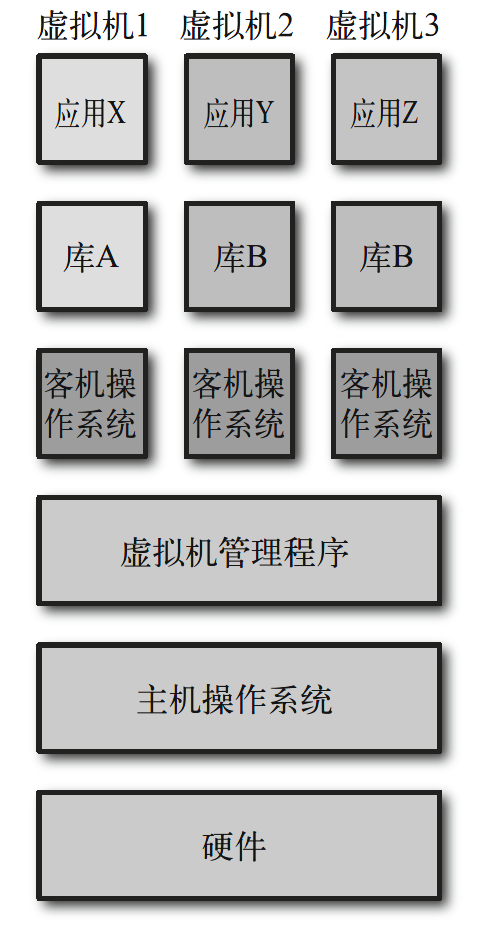 虚拟机1 虚拟机2 虚拟机3
应用X 应用Y 应用Z
库A 库B 库B
客机操 客机操 客机操
作系统 作系统 作系统
虚拟机管理程序
主机操作系统
硬件